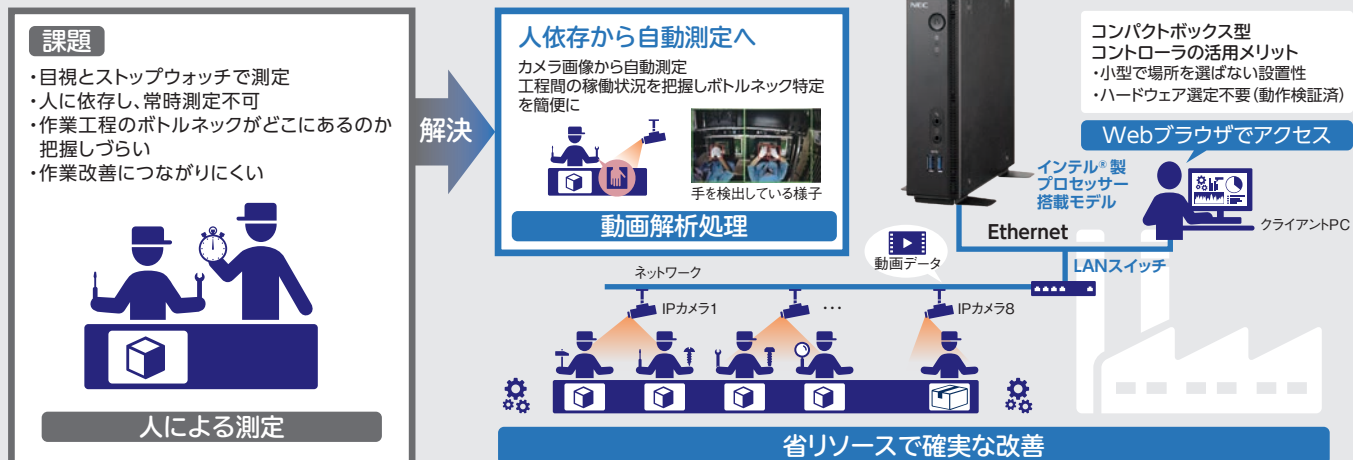 課題
・目視とストップウォッチで測定
・人に依存し、常時測定不可
・作業工程のボトルネックがどこにあるのか
把握しづらい
・作業改善につながりにくい
人による測定
解決
人依存から自動測定へ
カメラ画像から自動測定
工程間の稼働状況を把握しボトルネック特定
を簡便に
手を検出している様子
動画解析処理
NEC
コンパクトボックス型
コントローラの活用メリット
・小型で場所を選ばない設置性
・ハードウェア選定不要(動作検証済)
Webブラウザでアクセス
インテル®製
プロセッサー
搭載モデル
クライアントPC
Ethernet
LANスイッチ
動画データ
ネットワーク
IPカメラ1
…
IPカメラ8
省リソースで確実な改善